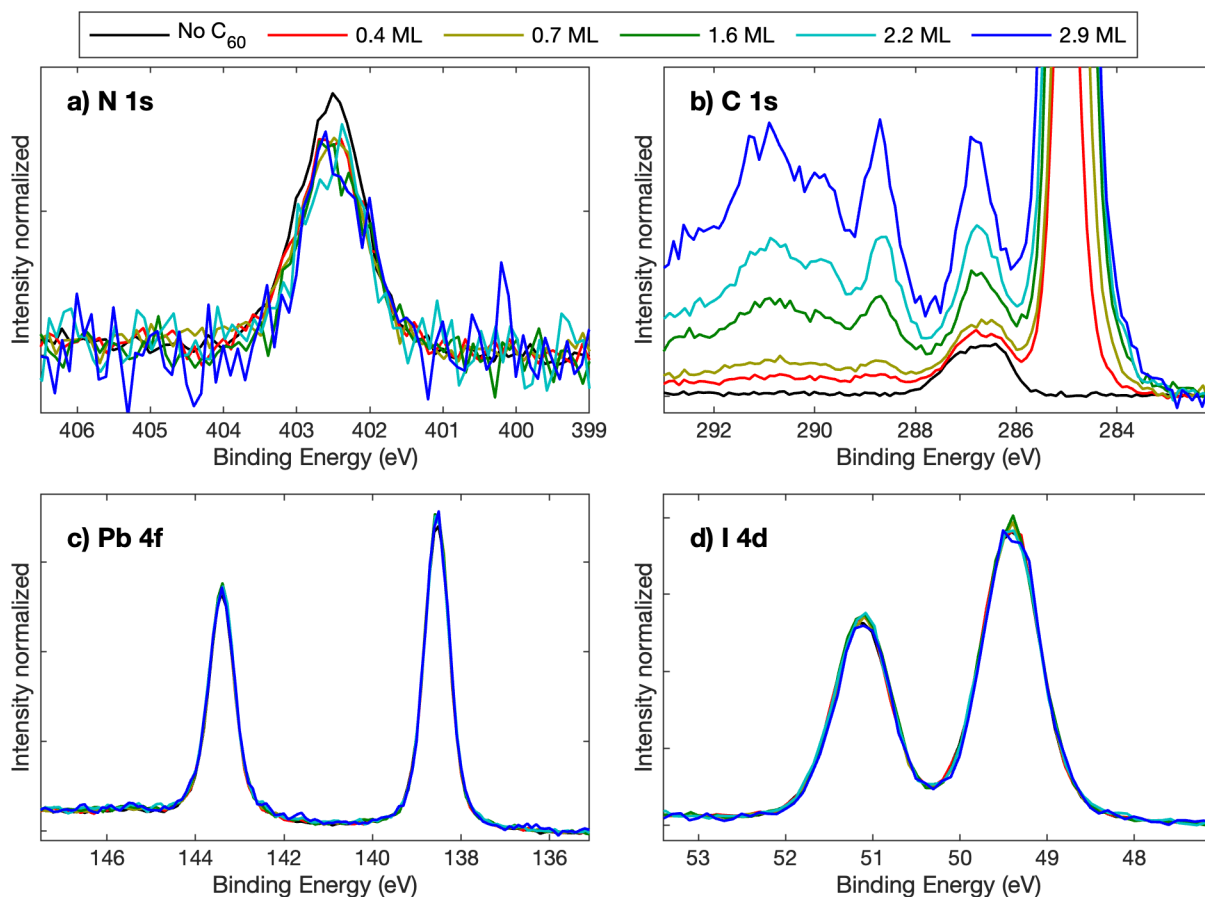 No C60 0.4 ML 0.7 ML 1.6 ML 2.2 ML 2.9 ML
a) N 1s
Intensity normalized
406 405 404 403 402 401 400 399
Binding Energy (eV)
b) C 1s
Intensity normalized
292 290 288 286 284
Binding Energy (eV)
c) Pb 4f
Intensity normalized
146 144 142 140 138 136
Binding Energy (eV)
d) I 4d
Intensity normalized
53 52 51 50 49 48
Binding Energy (eV)